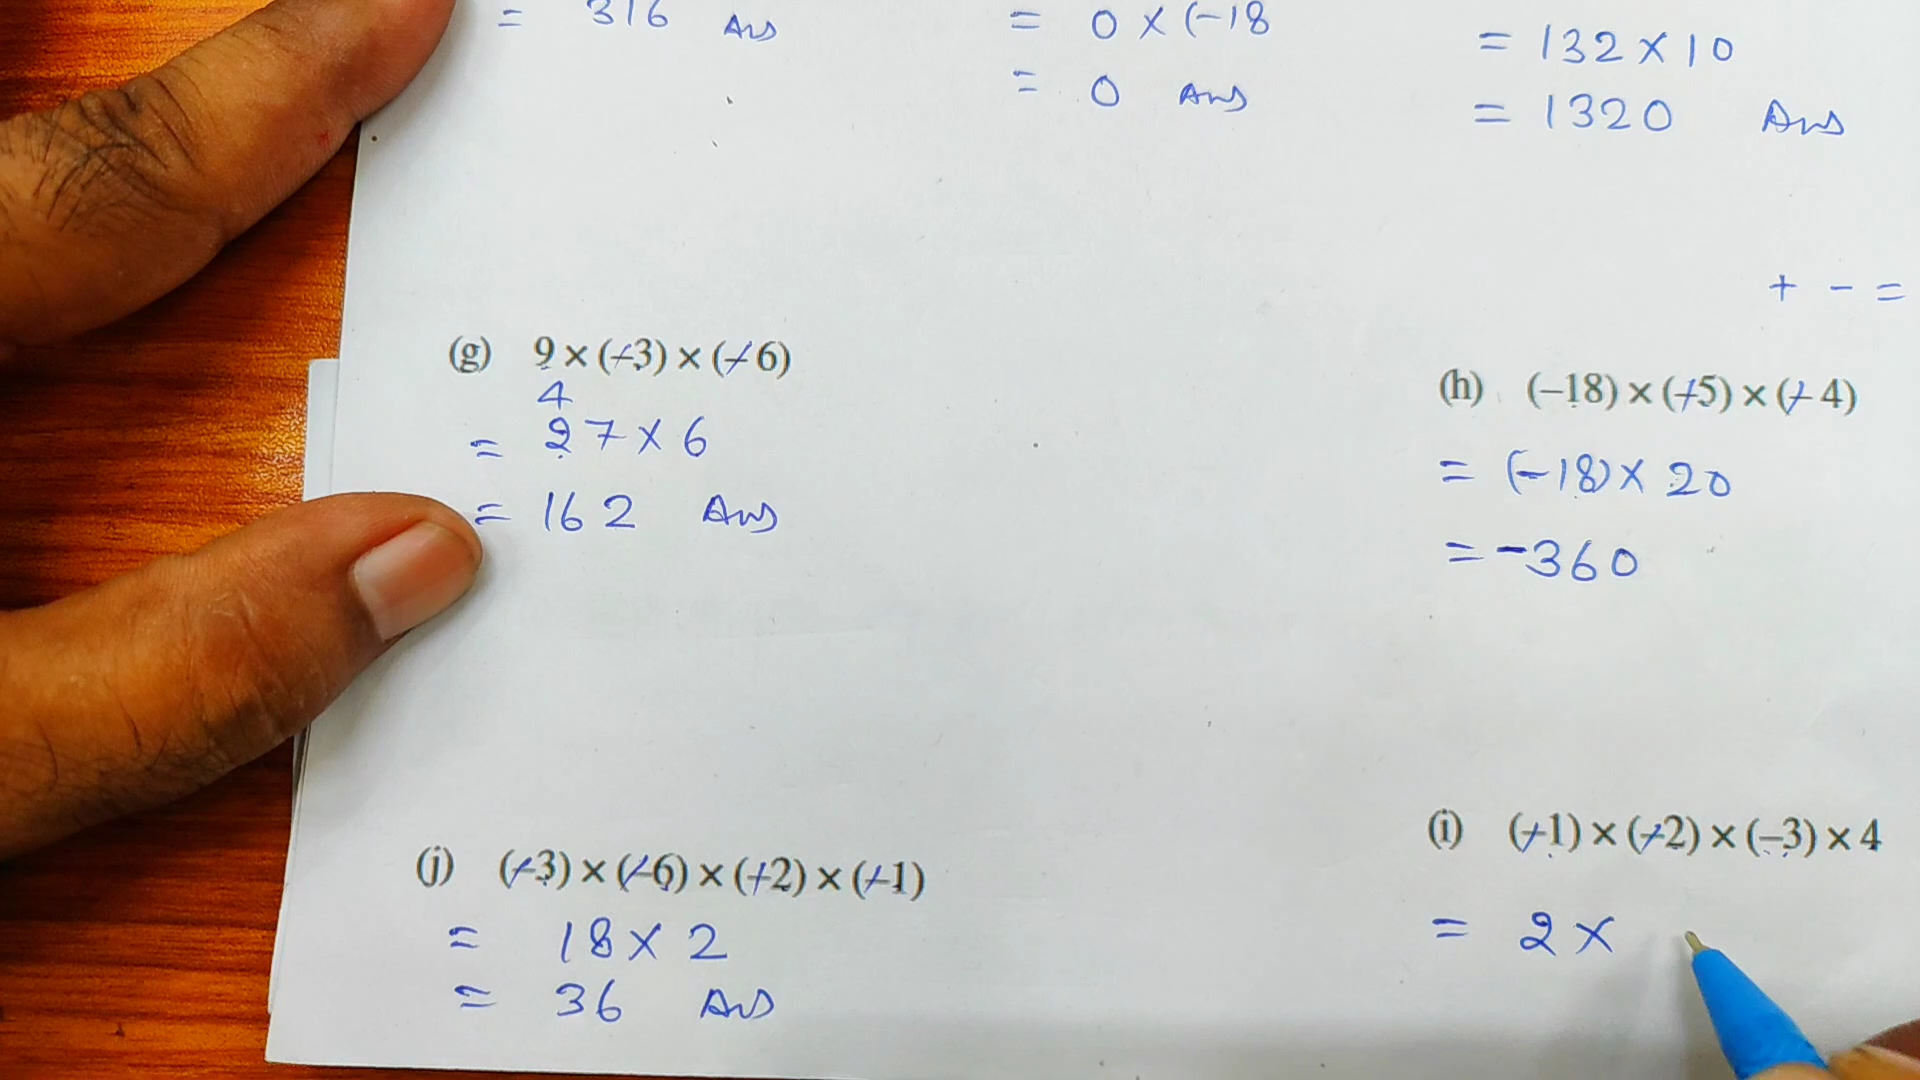 = 316 Ans
= 0 × (-18
= 0 Ans
= 132 × 10
= 1320 Ans
+ - =
(g) 9 × (-3) × (-6)
4
= 27 × 6
= 162 Ans
(h) (-18) × (-5) × (-4)
= (-18) × 20
= -360
(j) (-3) × (-6) × (-2) × (-1)
= 18 × 2
= 36 Ans
(i) (-1) × (-2) × (-3) × 4
= 2 ×